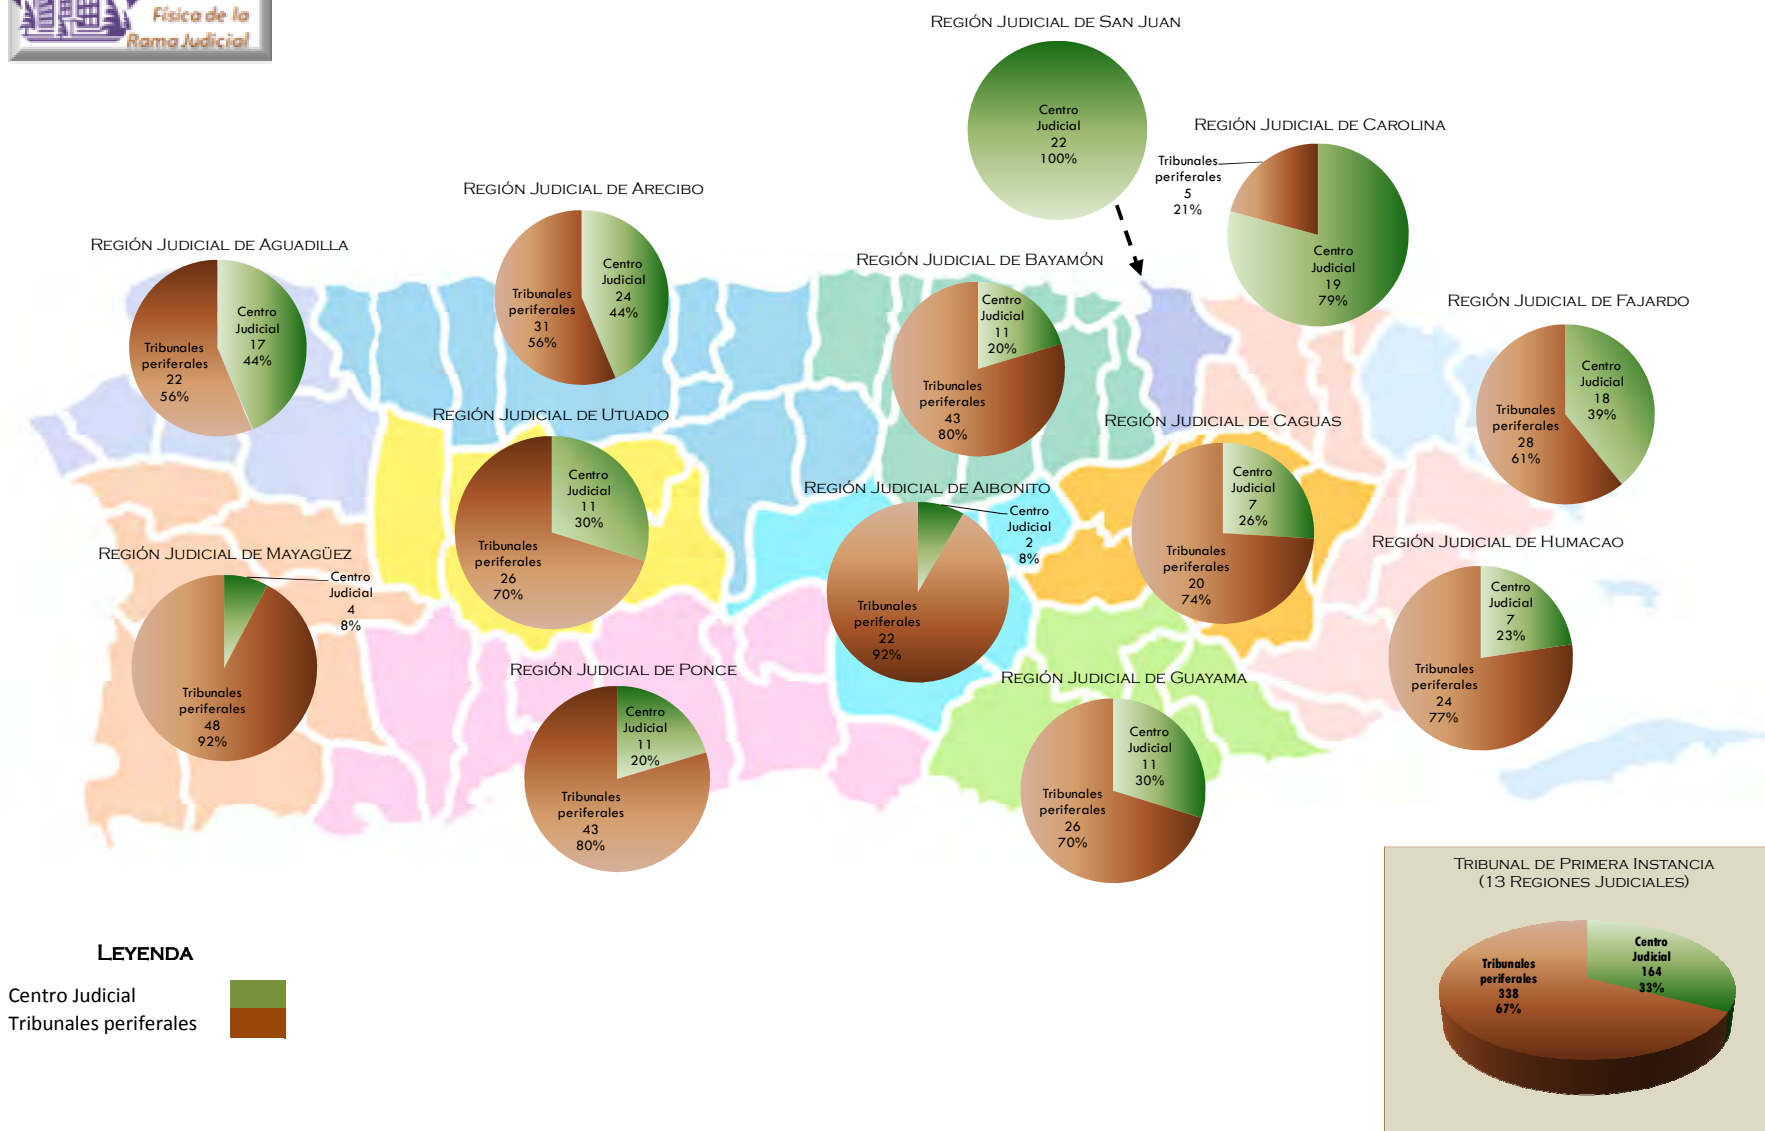 Física de la
Rama Judicial
Región Judicial de San Juan
Centro
Judicial
22
100%
Región Judicial de Carolina
Tribunales
periferales
5
21%
Centro
Judicial
19
79%
Región Judicial de Arecibo
Centro
Judicial
24
44%
Tribunales
periferales
31
56%
Región Judicial de Aguadilla
Centro
Judicial
17
44%
Tribunales
periferales
22
56%
Región Judicial de Bayamón
Centro
Judicial
11
20%
Tribunales
periferales
43
80%
Región Judicial de Fajardo
Centro
Judicial
18
39%
Tribunales
periferales
28
61%
Región Judicial de Utuado
Centro
Judicial
11
30%
Tribunales
periferales
26
70%
Región Judicial de Caguas
Centro
Judicial
7
26%
Tribunales
periferales
20
74%
Región Judicial de Aibonito
Centro
Judicial
2
8%
Tribunales
periferales
22
92%
Región Judicial de Mayagüez
Centro
Judicial
4
8%
Tribunales
periferales
48
92%
Región Judicial de Humacao
Centro
Judicial
7
23%
Tribunales
periferales
24
77%
Región Judicial de Ponce
Centro
Judicial
11
20%
Tribunales
periferales
43
80%
Región Judicial de Guayama
Centro
Judicial
11
30%
Tribunales
periferales
26
70%
Tribunal de Primera Instancia
(13 Regiones Judiciales)
Centro
Judicial
164
33%
Tribunales
periferales
338
67%
Leyenda
Centro Judicial
Tribunales periferales